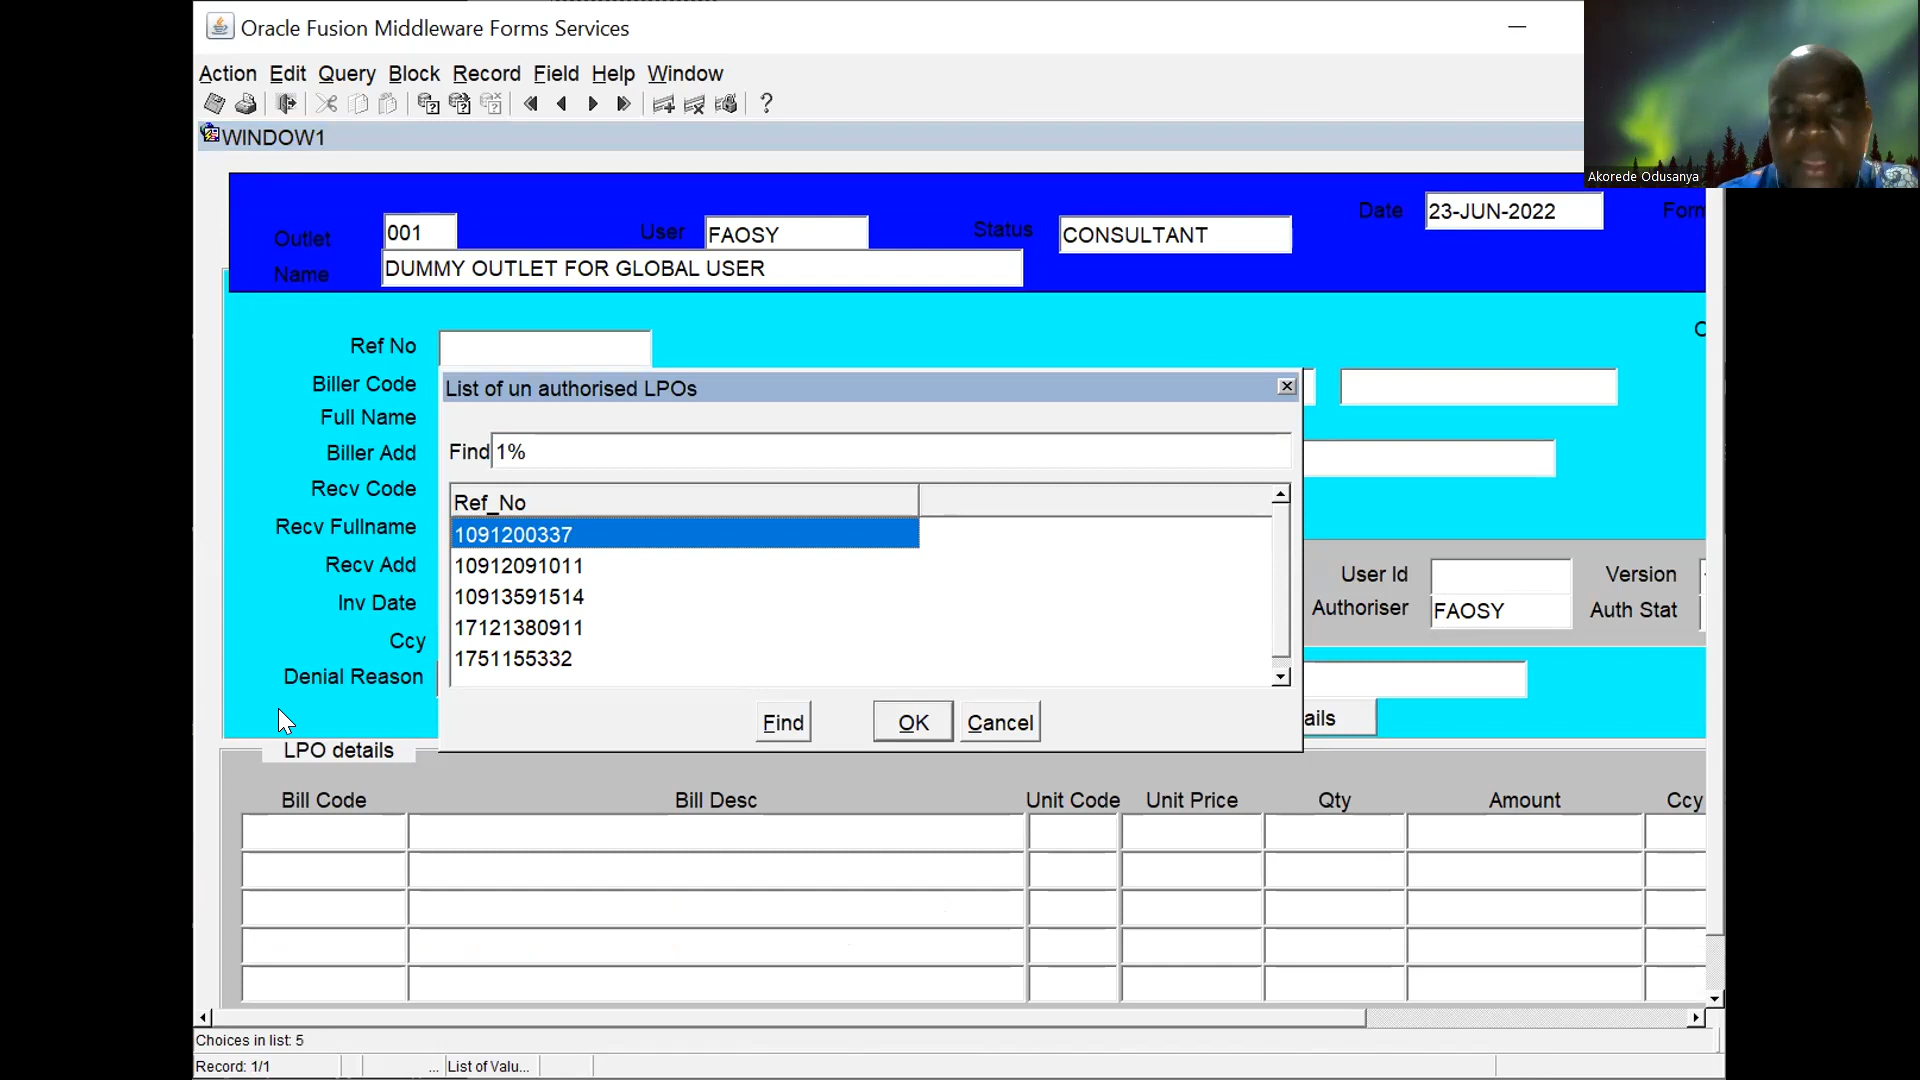 Oracle Fusion Middleware Forms Services
Action Edit Query Block Record Field Help Window
WINDOW1
Akorede Odusanya
Outlet 001 User FAOSY Status CONSULTANT Date 23-JUN-2022
Name DUMMY OUTLET FOR GLOBAL USER
Ref No
Biller Code
Full Name
Biller Add
Recv Code
Recv Fullname
Recv Add
Inv Date
Ccy
Denial Reason
List of un authorised LPOs
Find 1%
Ref_No
1091200337
10912091011
10913591514
17121380911
1751155332
Find OK Cancel
User Id Version
Authoriser FAOSY Auth Stat
ails
LPO details
Bill Code Bill Desc Unit Code Unit Price Qty Amount Ccy
Choices in list: 5
Record: 1/1 ... List of Valu...